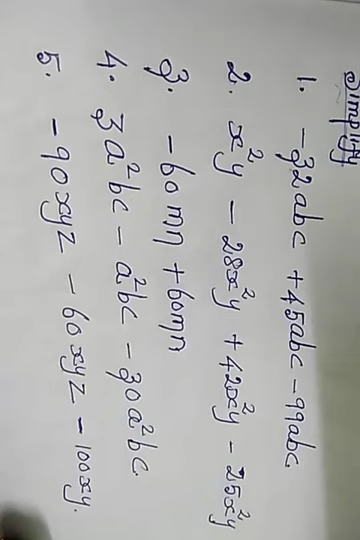 Simplify
1. -32abc + 45abc - 99abc
2. x²y - 28x²y + 42x²y - 25x²y
3. -60mn + 60mn
4. 3a²bc - a²bc - 30a²bc.
5. -90xyz - 60xyz - 100xy.